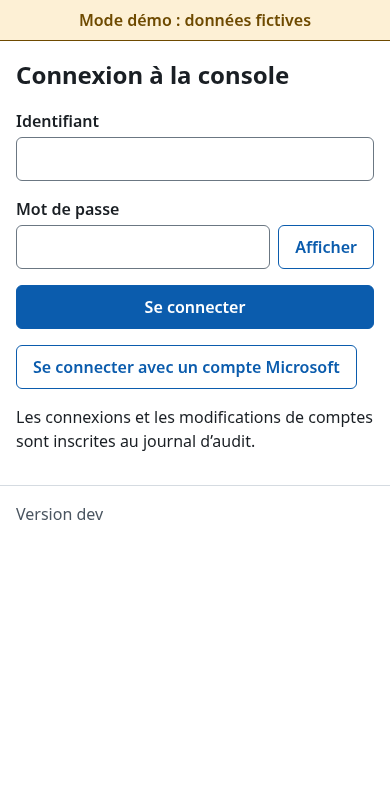 Mode démo : données fictives
Connexion à la console
Identifiant
Mot de passe
Afficher
Se connecter
Se connecter avec un compte Microsoft
Les connexions et les modifications de comptes
sont inscrites au journal d’audit.
Version dev